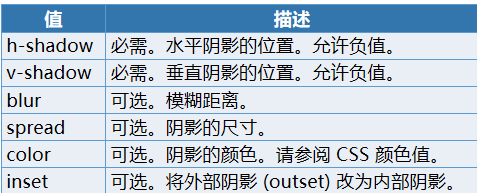 值 描述
h-shadow 必需。水平阴影的位置。允许负值。
v-shadow 必需。垂直阴影的位置。允许负值。
blur 可选。模糊距离。
spread 可选。阴影的尺寸。
color 可选。阴影的颜色。请参阅 CSS 颜色值。
inset 可选。将外部阴影 (outset) 改为内部阴影。